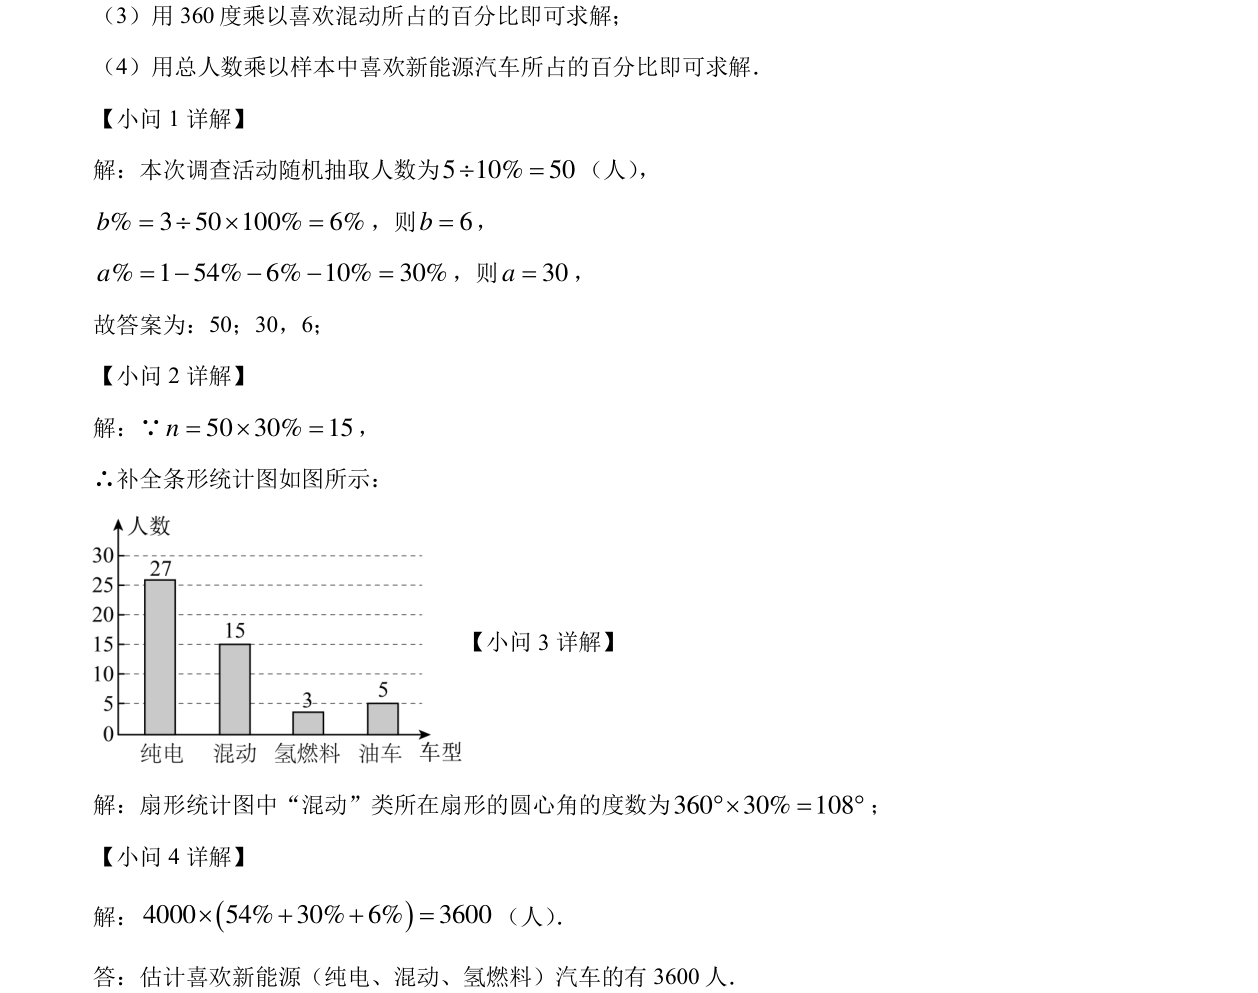 （3）用 360 度乘以喜欢混动所占的百分比即可求解；
（4）用总人数乘以样本中喜欢新能源汽车所占的百分比即可求解．
【小问 1 详解】
解：本次调查活动随机抽取人数为5÷10% = 50（人），
b% = 3÷50×100% = 6%，则b = 6，
a% = 1−54%−6%−10% = 30%，则a = 30，
故答案为：50；30，6；
【小问 2 详解】
解：∵n = 50×30% = 15，
∴补全条形统计图如图所示：
人数
30
27
25
20
15
15
10
5
5
3
0
纯电 混动 氢燃料 油车 车型
【小问 3 详解】
解：扇形统计图中“混动”类所在扇形的圆心角的度数为360°×30% = 108°；
【小问 4 详解】
解：4000×(54%+30%+6%) = 3600（人）．
答：估计喜欢新能源（纯电、混动、氢燃料）汽车的有 3600 人．